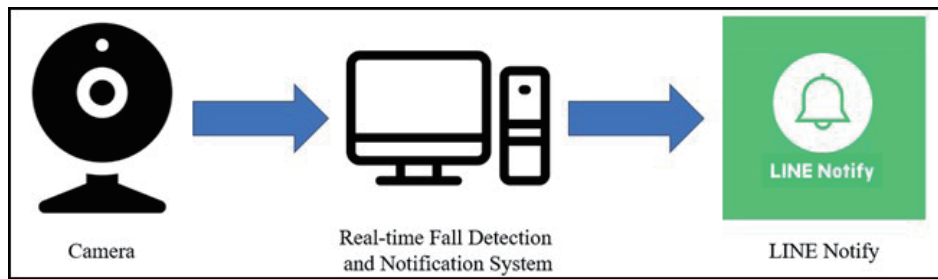 LINE Notify
Camera
Real-time Fall Detection
and Notification System
LINE Notify